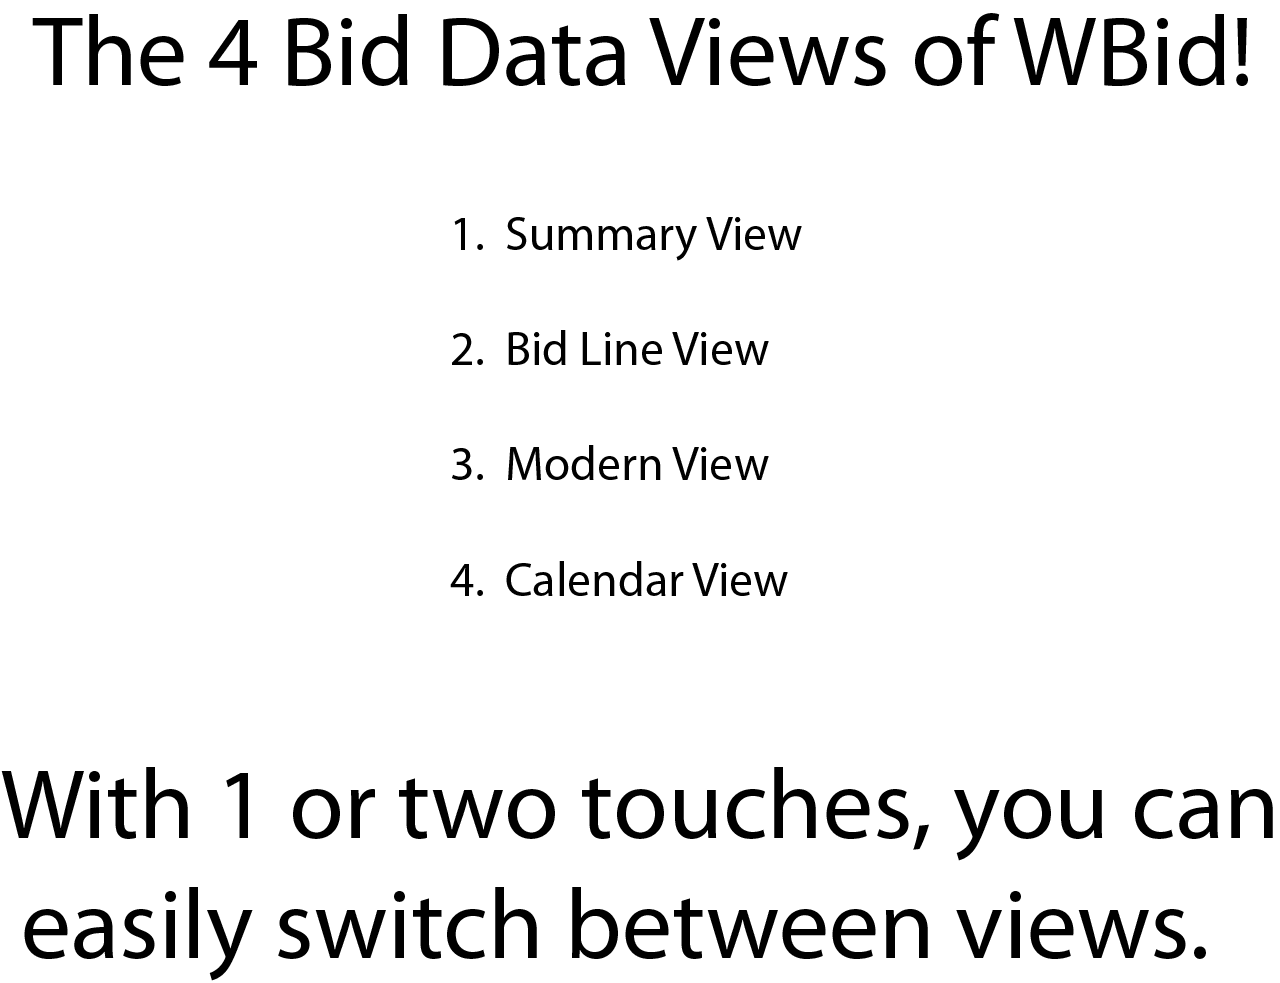 The 4 Bid Data Views of WBid!
1. Summary View
2. Bid Line View
3. Modern View
4. Calendar View
With 1 or two touches, you can
easily switch between views.